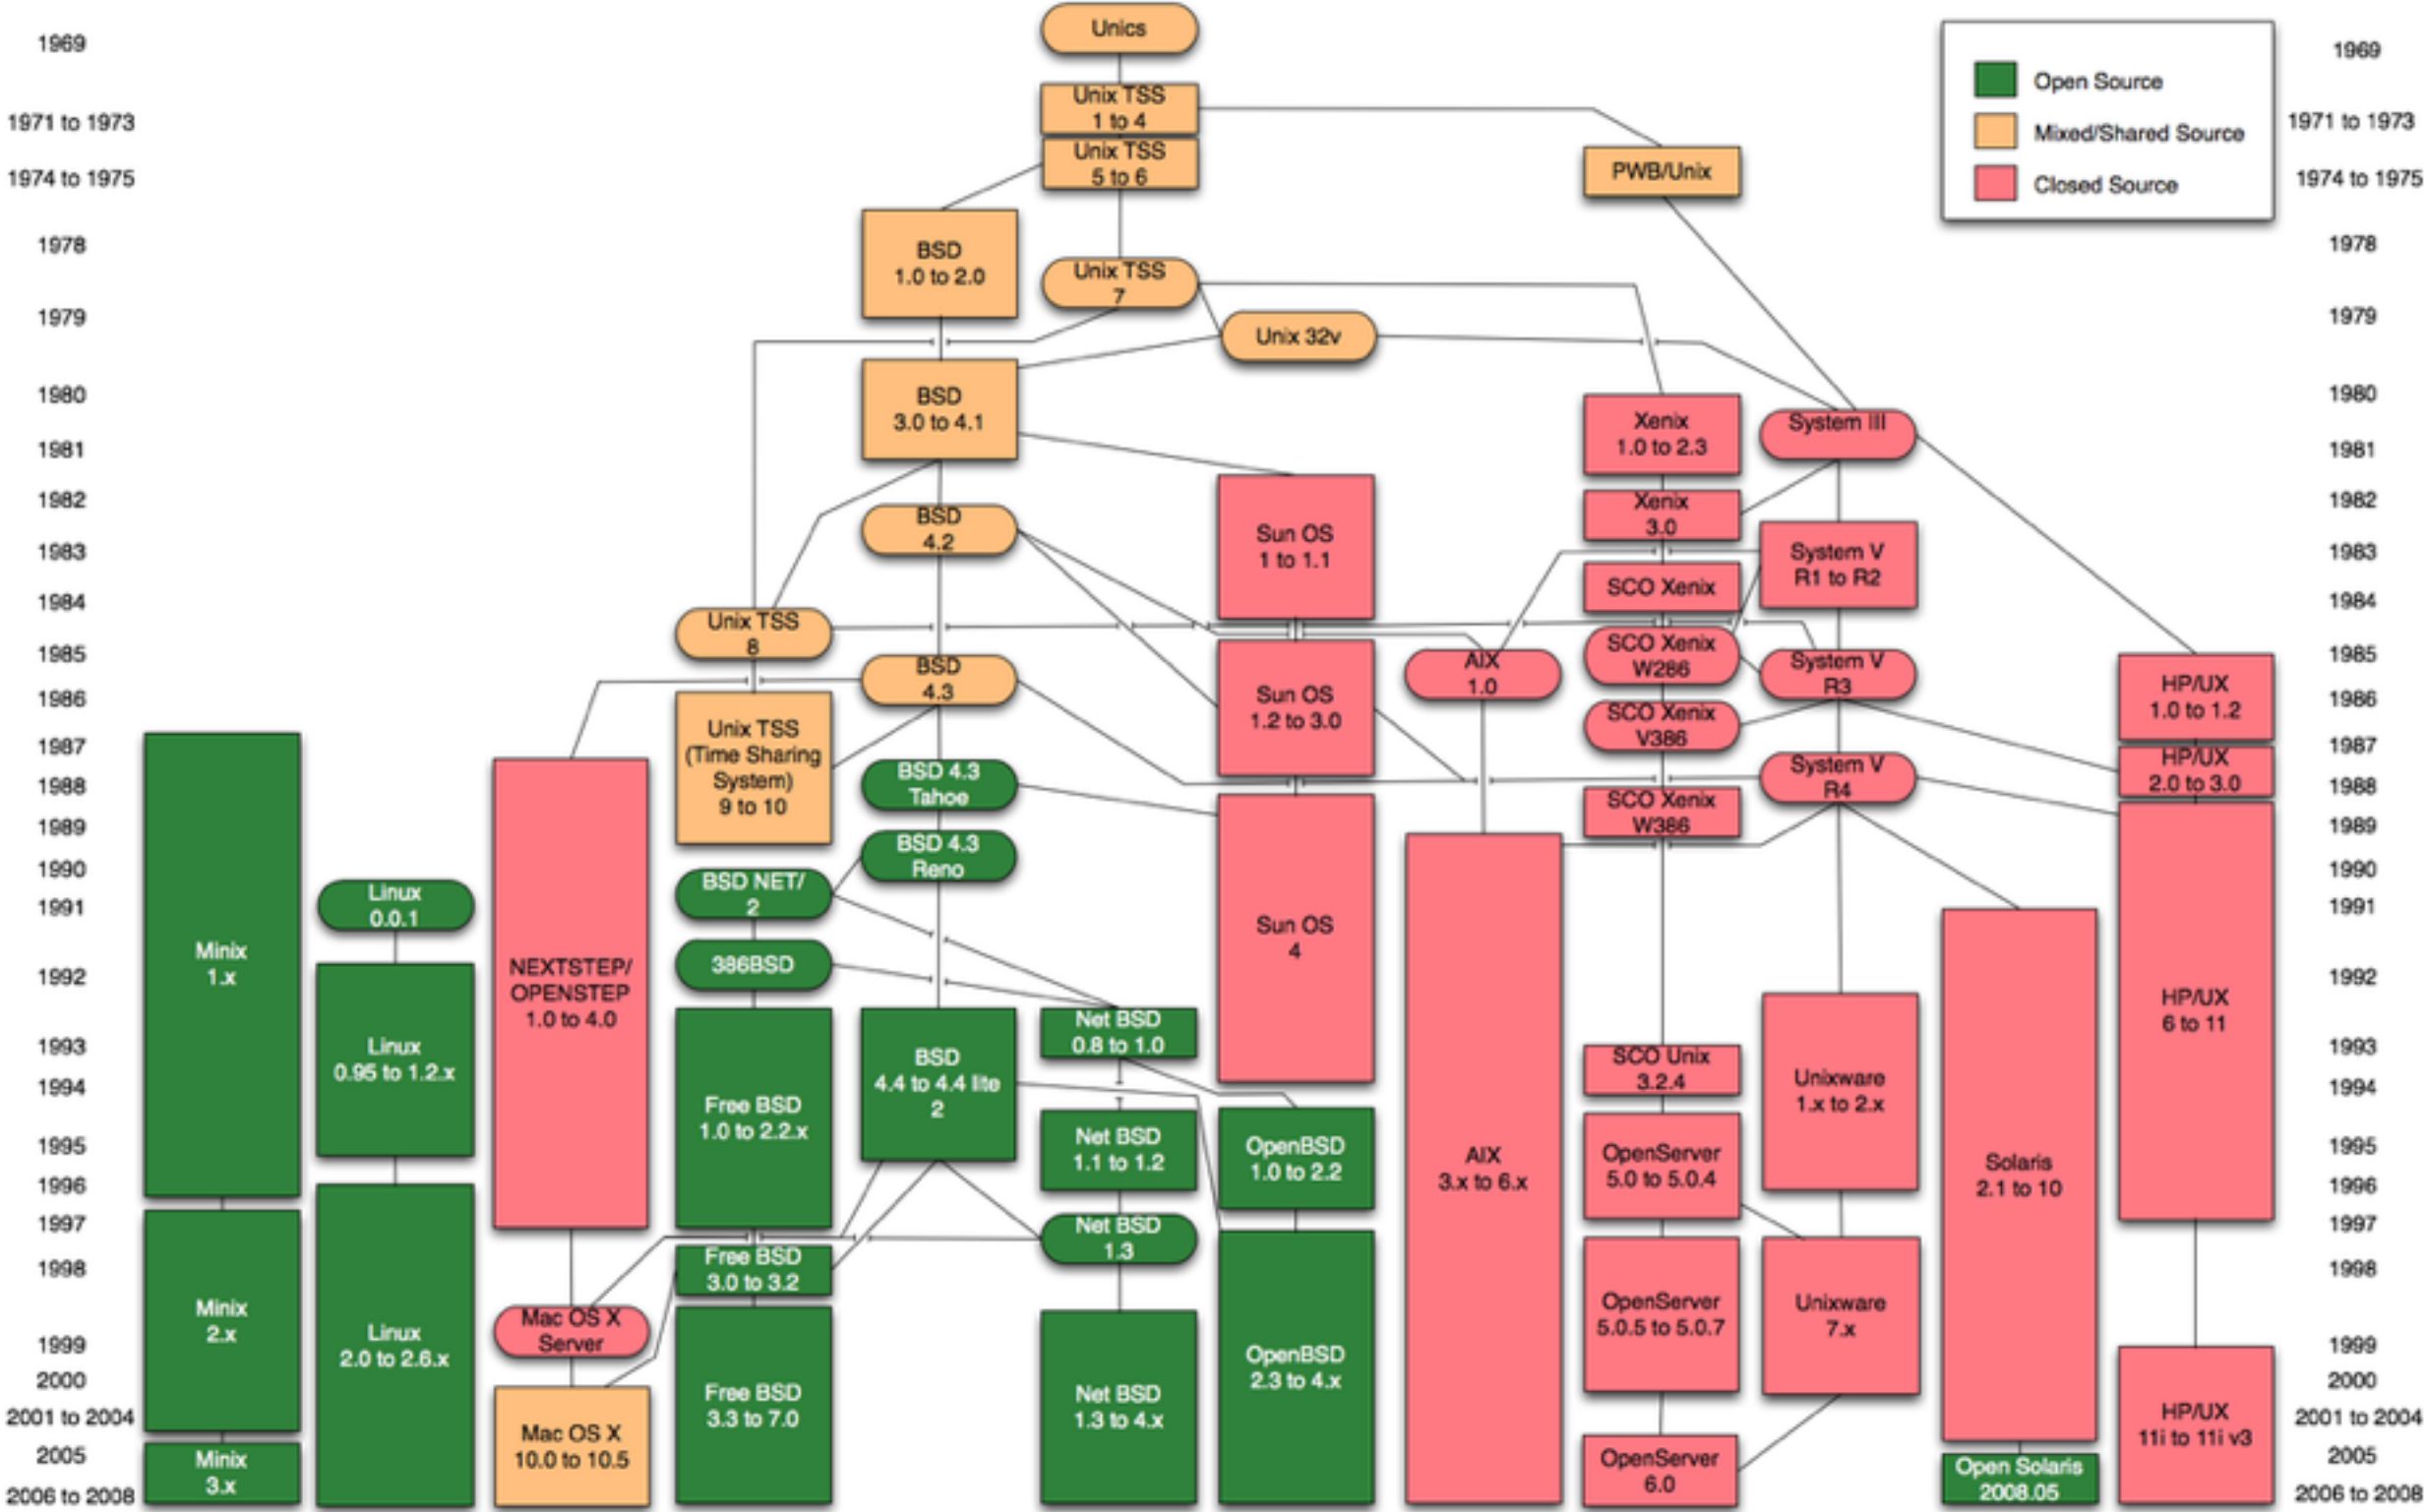 Unics
1969
1969
Open Source
Unix TSS
1 to 4
1971 to 1973
1971 to 1973
Mixed/Shared Source
Unix TSS
5 to 6
PWB/Unix
1974 to 1975
1974 to 1975
Closed Source
BSD
1.0 to 2.0
1978
1978
Unix TSS
7
1979
1979
Unix 32v
BSD
3.0 to 4.1
1980
1980
Xenix
1.0 to 2.3
System III
1981
1981
1982
1982
Xenix
3.0
BSD
4.2
Sun OS
1 to 1.1
1983
1983
System V
R1 to R2
SCO Xenix
1984
1984
Unix TSS
8
SCO Xenix
W286
1985
1985
BSD
4.3
AIX
1.0
System V
R3
Sun OS
1.2 to 3.0
HP/UX
1.0 to 1.2
1986
1986
SCO Xenix
V386
Unix TSS
(Time Sharing
System)
9 to 10
1987
1987
HP/UX
2.0 to 3.0
BSD 4.3
Tahoe
System V
R4
1988
1988
SCO Xenix
W386
1989
1989
BSD 4.3
Reno
1990
1990
BSD NET/
2
Linux
0.0.1
1991
1991
Sun OS
4
Minix
1.x
386BSD
NEXTSTEP/
OPENSTEP
1.0 to 4.0
1992
1992
HP/UX
6 to 11
Net BSD
0.8 to 1.0
Linux
0.95 to 1.2.x
1993
1993
BSD
4.4 to 4.4 lite
2
SCO Unix
3.2.4
1994
1994
Unixware
1.x to 2.x
Free BSD
1.0 to 2.2.x
1995
1995
Net BSD
1.1 to 1.2
OpenBSD
1.0 to 2.2
AIX
3.x to 6.x
OpenServer
5.0 to 5.0.4
Solaris
2.1 to 10
1996
1996
1997
1997
Net BSD
1.3
Free BSD
3.0 to 3.2
1998
1998
Minix
2.x
OpenServer
5.0.5 to 5.0.7
Unixware
7.x
Mac OS X
Server
Linux
2.0 to 2.6.x
1999
1999
OpenBSD
2.3 to 4.x
2000
2000
Free BSD
3.3 to 7.0
Net BSD
1.3 to 4.x
2001 to 2004
2001 to 2004
HP/UX
11i to 11i v3
Mac OS X
10.0 to 10.5
2005
2005
Minix
3.x
OpenServer
6.0
Open Solaris
2008.05
2006 to 2008
2006 to 2008